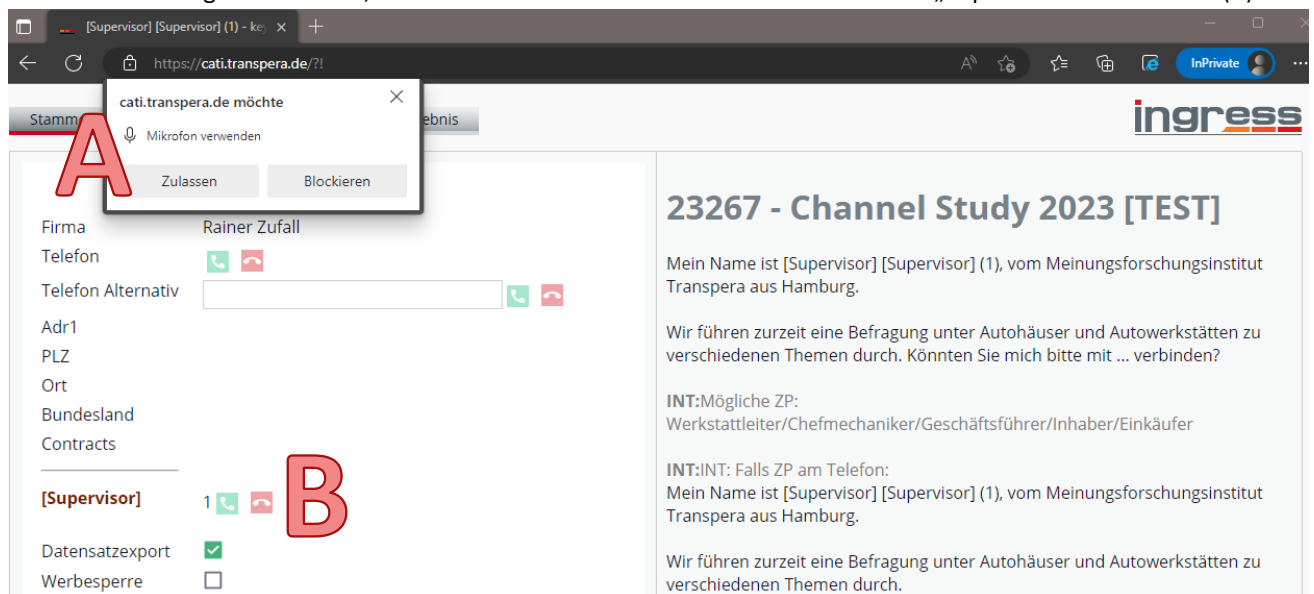 [Supervisor] [Supervisor] (1) - ke
https://cati.transpera.de/?!
InPrivate
cati.transpera.de möchte
Mikrofon verwenden
Zulassen
Blockieren
A
ebnis
ingress
Firma
Rainer Zufall
Telefon
Telefon Alternativ
Adr1
PLZ
Ort
Bundesland
Contracts
[Supervisor]
1
B
Datensatzexport
Werbesperre
23267 - Channel Study 2023 [TEST]
Mein Name ist [Supervisor] [Supervisor] (1), vom Meinungsforschungsinstitut
Transpera aus Hamburg.
Wir führen zurzeit eine Befragung unter Autohäuser und Autowerkstätten zu
verschiedenen Themen durch. Könnten Sie mich bitte mit ... verbinden?
INT:Mögliche ZP:
Werkstattleiter/Chefmechaniker/Geschäftsführer/Inhaber/Einkäufer
INT:INT: Falls ZP am Telefon:
Mein Name ist [Supervisor] [Supervisor] (1), vom Meinungsforschungsinstitut
Transpera aus Hamburg.
Wir führen zurzeit eine Befragung unter Autohäuser und Autowerkstätten zu
verschiedenen Themen durch.